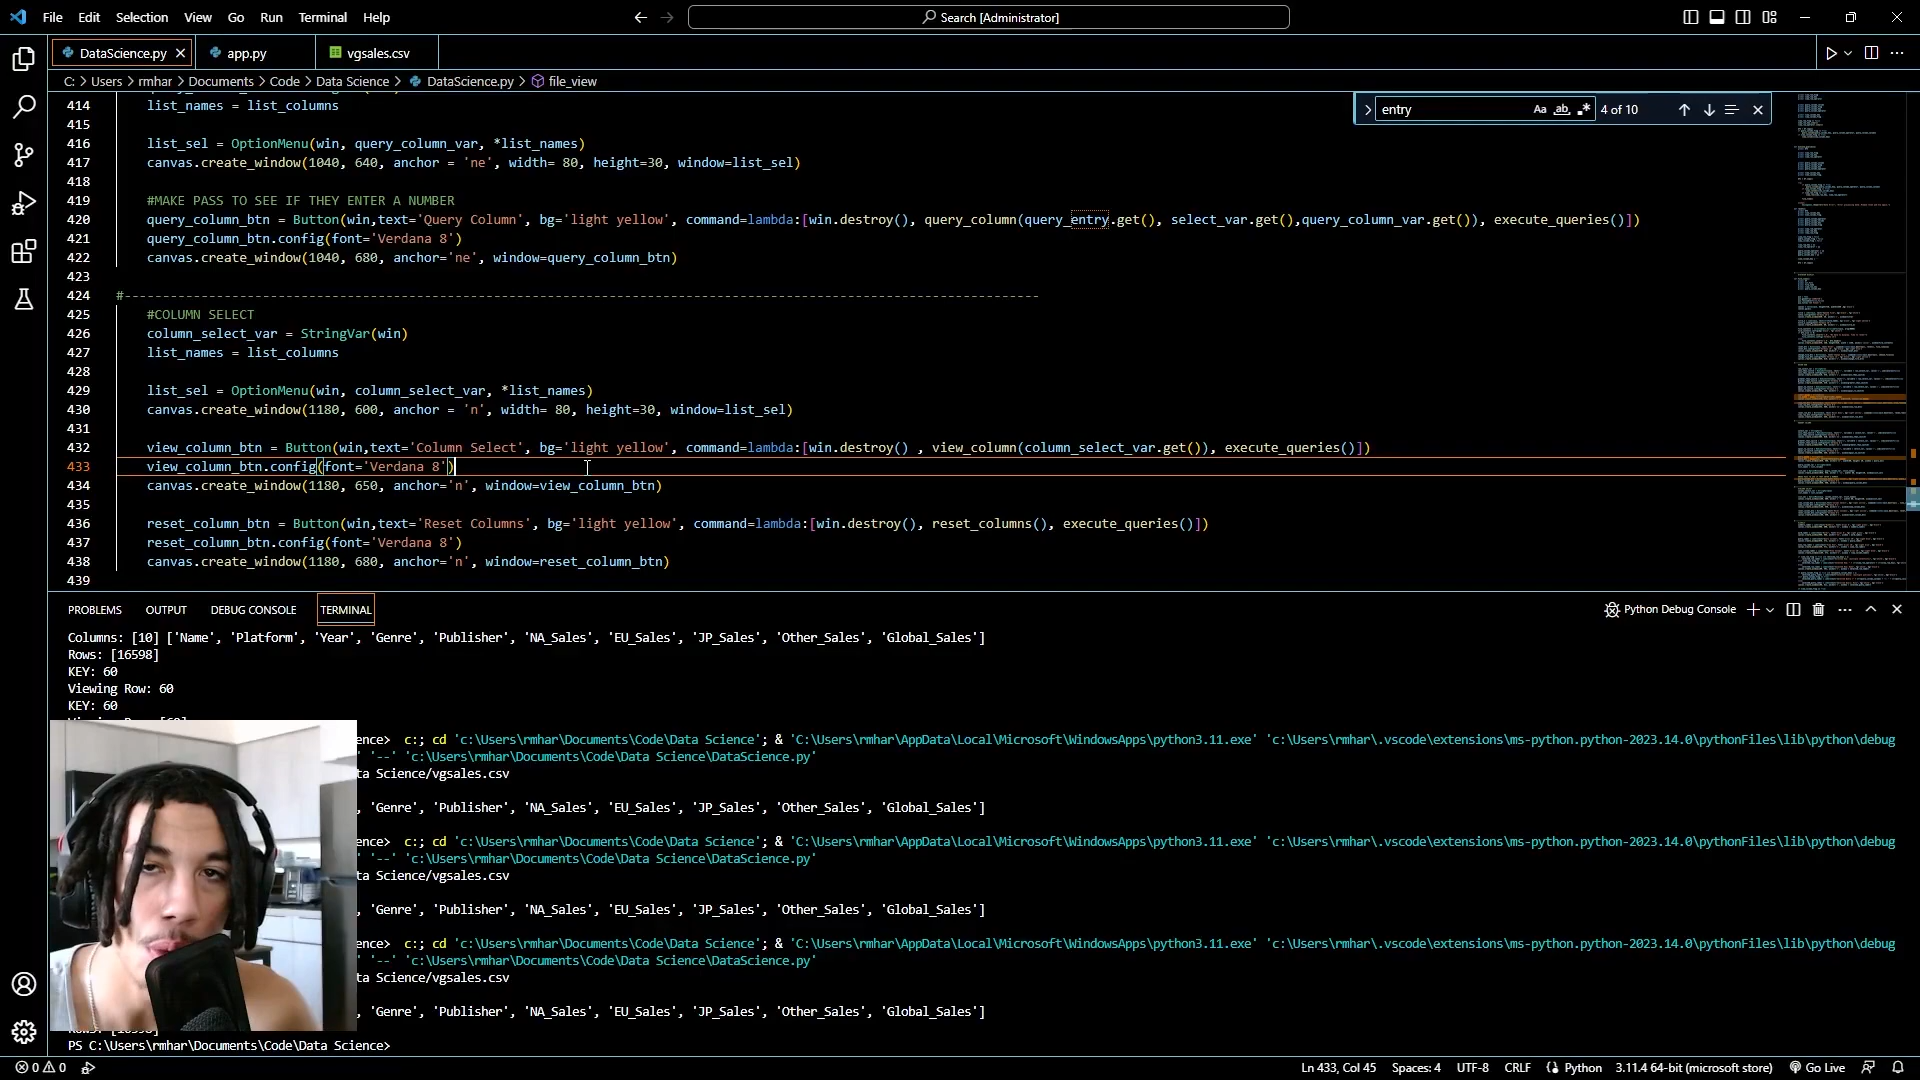 File Edit Selection View Go Run Terminal Help
Search [Administrator]
DataScience.py
app.py
vgsales.csv
C: > Users > rmhar > Documents > Code > Data Science > DataScience.py > file_view
entry
Aa ab 4 of 10
414 list_names = list_columns
415
416 list_sel = OptionMenu(win, query_column_var, *list_names)
417 canvas.create_window(1040, 640, anchor = 'ne', width= 80, height=30, window=list_sel)
418
419 #MAKE PASS TO SEE IF THEY ENTER A NUMBER
420 query_column_btn = Button(win,text='Query Column', bg='light yellow', command=lambda:[win.destroy(), query_column(query_entry.get(), select_var.get(),query_column_var.get()), execute_queries()])
421 query_column_btn.config(font='Verdana 8')
422 canvas.create_window(1040, 680, anchor='ne', window=query_column_btn)
423
424 #-----------------------------------------------------------------------------------------------------------------------
425 #COLUMN SELECT
426 column_select_var = StringVar(win)
427 list_names = list_columns
428
429 list_sel = OptionMenu(win, column_select_var, *list_names)
430 canvas.create_window(1180, 600, anchor = 'n', width= 80, height=30, window=list_sel)
431
432 view_column_btn = Button(win,text='Column Select', bg='light yellow', command=lambda:[win.destroy() , view_column(column_select_var.get()), execute_queries()])
433 view_column_btn.config(font='Verdana 8')
434 canvas.create_window(1180, 650, anchor='n', window=view_column_btn)
435
436 reset_column_btn = Button(win,text='Reset Columns', bg='light yellow', command=lambda:[win.destroy(), reset_columns(), execute_queries()])
437 reset_column_btn.config(font='Verdana 8')
438 canvas.create_window(1180, 680, anchor='n', window=reset_column_btn)
439
PROBLEMS OUTPUT DEBUG CONSOLE TERMINAL
Python Debug Console
Columns: [10] ['Name', 'Platform', 'Year', 'Genre', 'Publisher', 'NA_Sales', 'EU_Sales', 'JP_Sales', 'Other_Sales', 'Global_Sales']
Rows: [16598]
KEY: 60
Viewing Row: 60
KEY: 60
ience> c:; cd 'c:\Users\rmhar\Documents\Code\Data Science'; & 'C:\Users\rmhar\AppData\Local\Microsoft\WindowsApps\python3.11.exe' 'c:\Users\rmhar\.vscode\extensions\ms-python.python-2023.14.0\pythonFiles\lib\python\debug
' '--' 'c:\Users\rmhar\Documents\Code\Data Science\DataScience.py'
ta Science/vgsales.csv
, 'Genre', 'Publisher', 'NA_Sales', 'EU_Sales', 'JP_Sales', 'Other_Sales', 'Global_Sales']
ience> c:; cd 'c:\Users\rmhar\Documents\Code\Data Science'; & 'C:\Users\rmhar\AppData\Local\Microsoft\WindowsApps\python3.11.exe' 'c:\Users\rmhar\.vscode\extensions\ms-python.python-2023.14.0\pythonFiles\lib\python\debug
' '--' 'c:\Users\rmhar\Documents\Code\Data Science\DataScience.py'
ta Science/vgsales.csv
, 'Genre', 'Publisher', 'NA_Sales', 'EU_Sales', 'JP_Sales', 'Other_Sales', 'Global_Sales']
ience> c:; cd 'c:\Users\rmhar\Documents\Code\Data Science'; & 'C:\Users\rmhar\AppData\Local\Microsoft\WindowsApps\python3.11.exe' 'c:\Users\rmhar\.vscode\extensions\ms-python.python-2023.14.0\pythonFiles\lib\python\debug
' '--' 'c:\Users\rmhar\Documents\Code\Data Science\DataScience.py'
ta Science/vgsales.csv
, 'Genre', 'Publisher', 'NA_Sales', 'EU_Sales', 'JP_Sales', 'Other_Sales', 'Global_Sales']
PS C:\Users\rmhar\Documents\Code\Data Science>
0 0 Ln 433, Col 45 Spaces: 4 UTF-8 CRLF Python 3.11.4 64-bit (microsoft store) Go Live